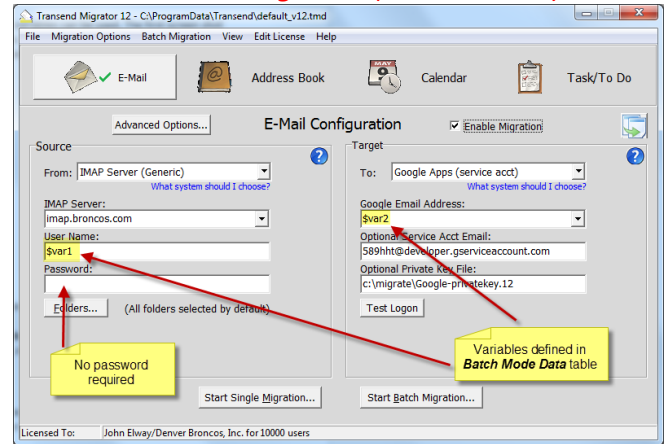 Transend Migrator 12 - C:\ProgramData\Transend\default_v12.tmd
File Migration Options Batch Migration View Edit License Help
E-Mail Address Book Calendar Task/To Do
Advanced Options... E-Mail Configuration Enable Migration
Source Target
From: IMAP Server (Generic) To: Google Apps (service acct)
What system should I choose? What system should I choose?
IMAP Server: Google Email Address:
imap.broncos.com $var2
User Name: Optional Service Acct Email:
$var1 589hht@developer.gserviceaccount.com
Password: Optional Private Key File:
c:\migrate\Google-privatekey.12
Folders... (All folders selected by default) Test Logon
No password
required
Variables defined in
Batch Mode Data table
Start Single Migration... Start Batch Migration...
Licensed To: John Elway/Denver Broncos, Inc. for 10000 users